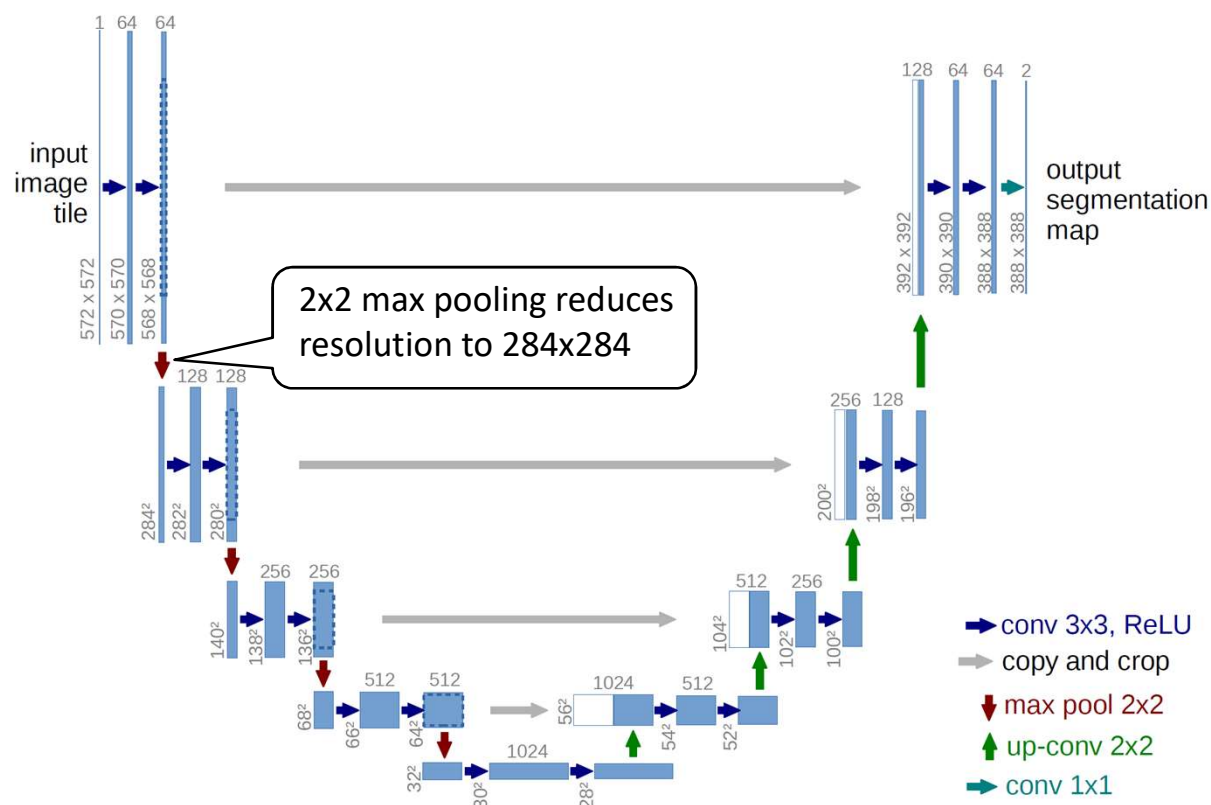 1 64 64
128 64 64 2
input
image
tile
output
segmentation
map
572 x 572
570 x 570
568 x 568
392 x 392
390 x 390
388 x 388
388 x 388
2x2 max pooling reduces
resolution to 284x284
128 128
256 128
284²
282²
280²
200²
198²
196²
256 256
512 256
140²
138²
136²
104²
102²
100²
512 512
1024 512
68²
66²
64²
56²
54²
52²
1024
32²
30²
28²
conv 3x3, ReLU
copy and crop
max pool 2x2
up-conv 2x2
conv 1x1